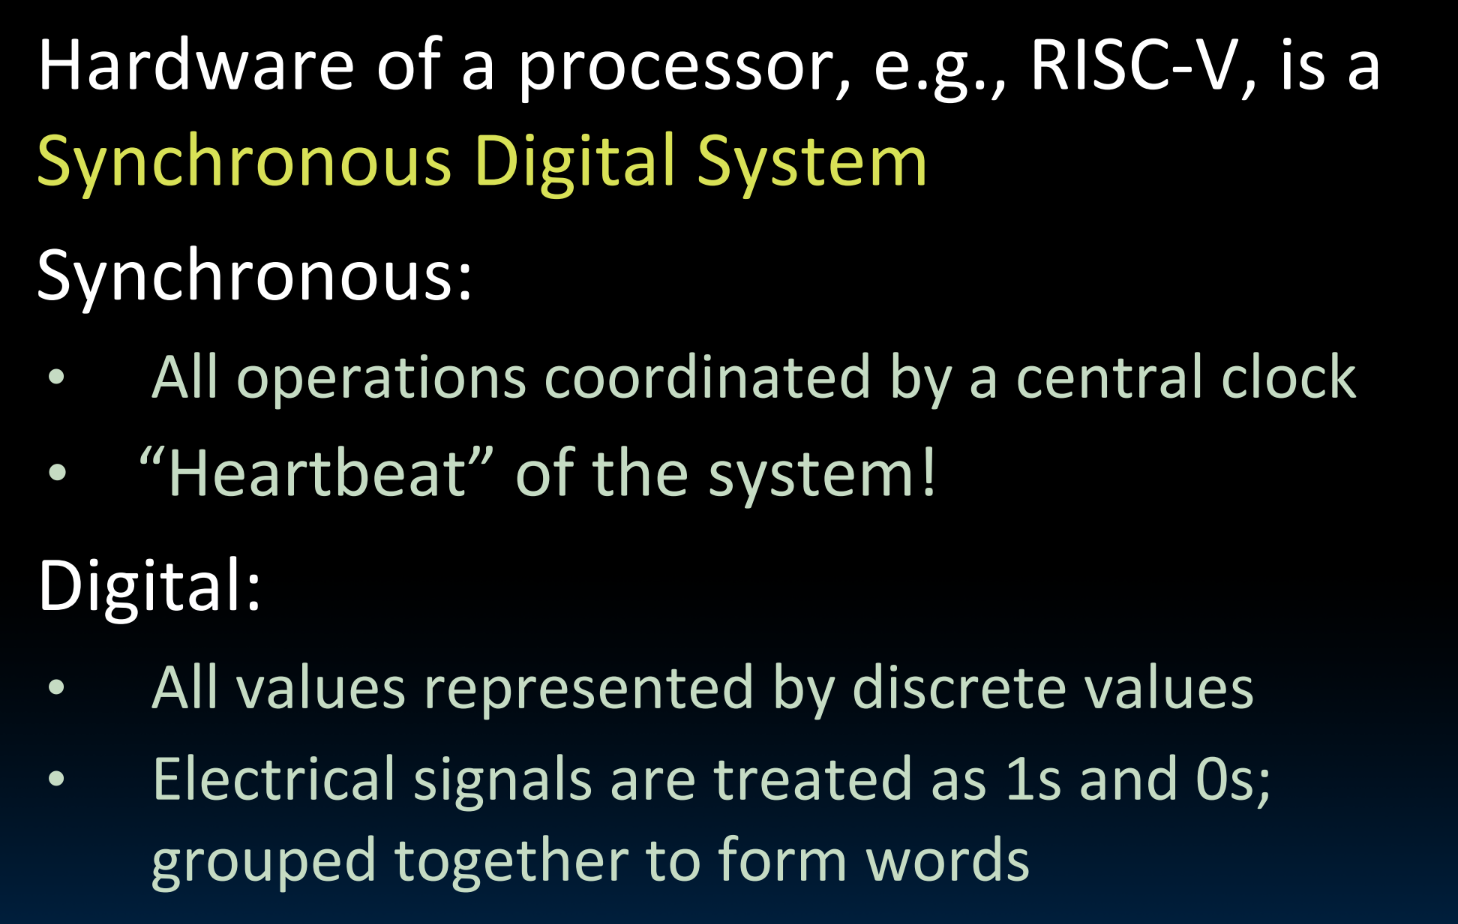 Hardware of a processor, e.g., RISC-V, is a
Synchronous Digital System
Synchronous:
• All operations coordinated by a central clock
• “Heartbeat” of the system!
Digital:
• All values represented by discrete values
• Electrical signals are treated as 1s and 0s;
grouped together to form words